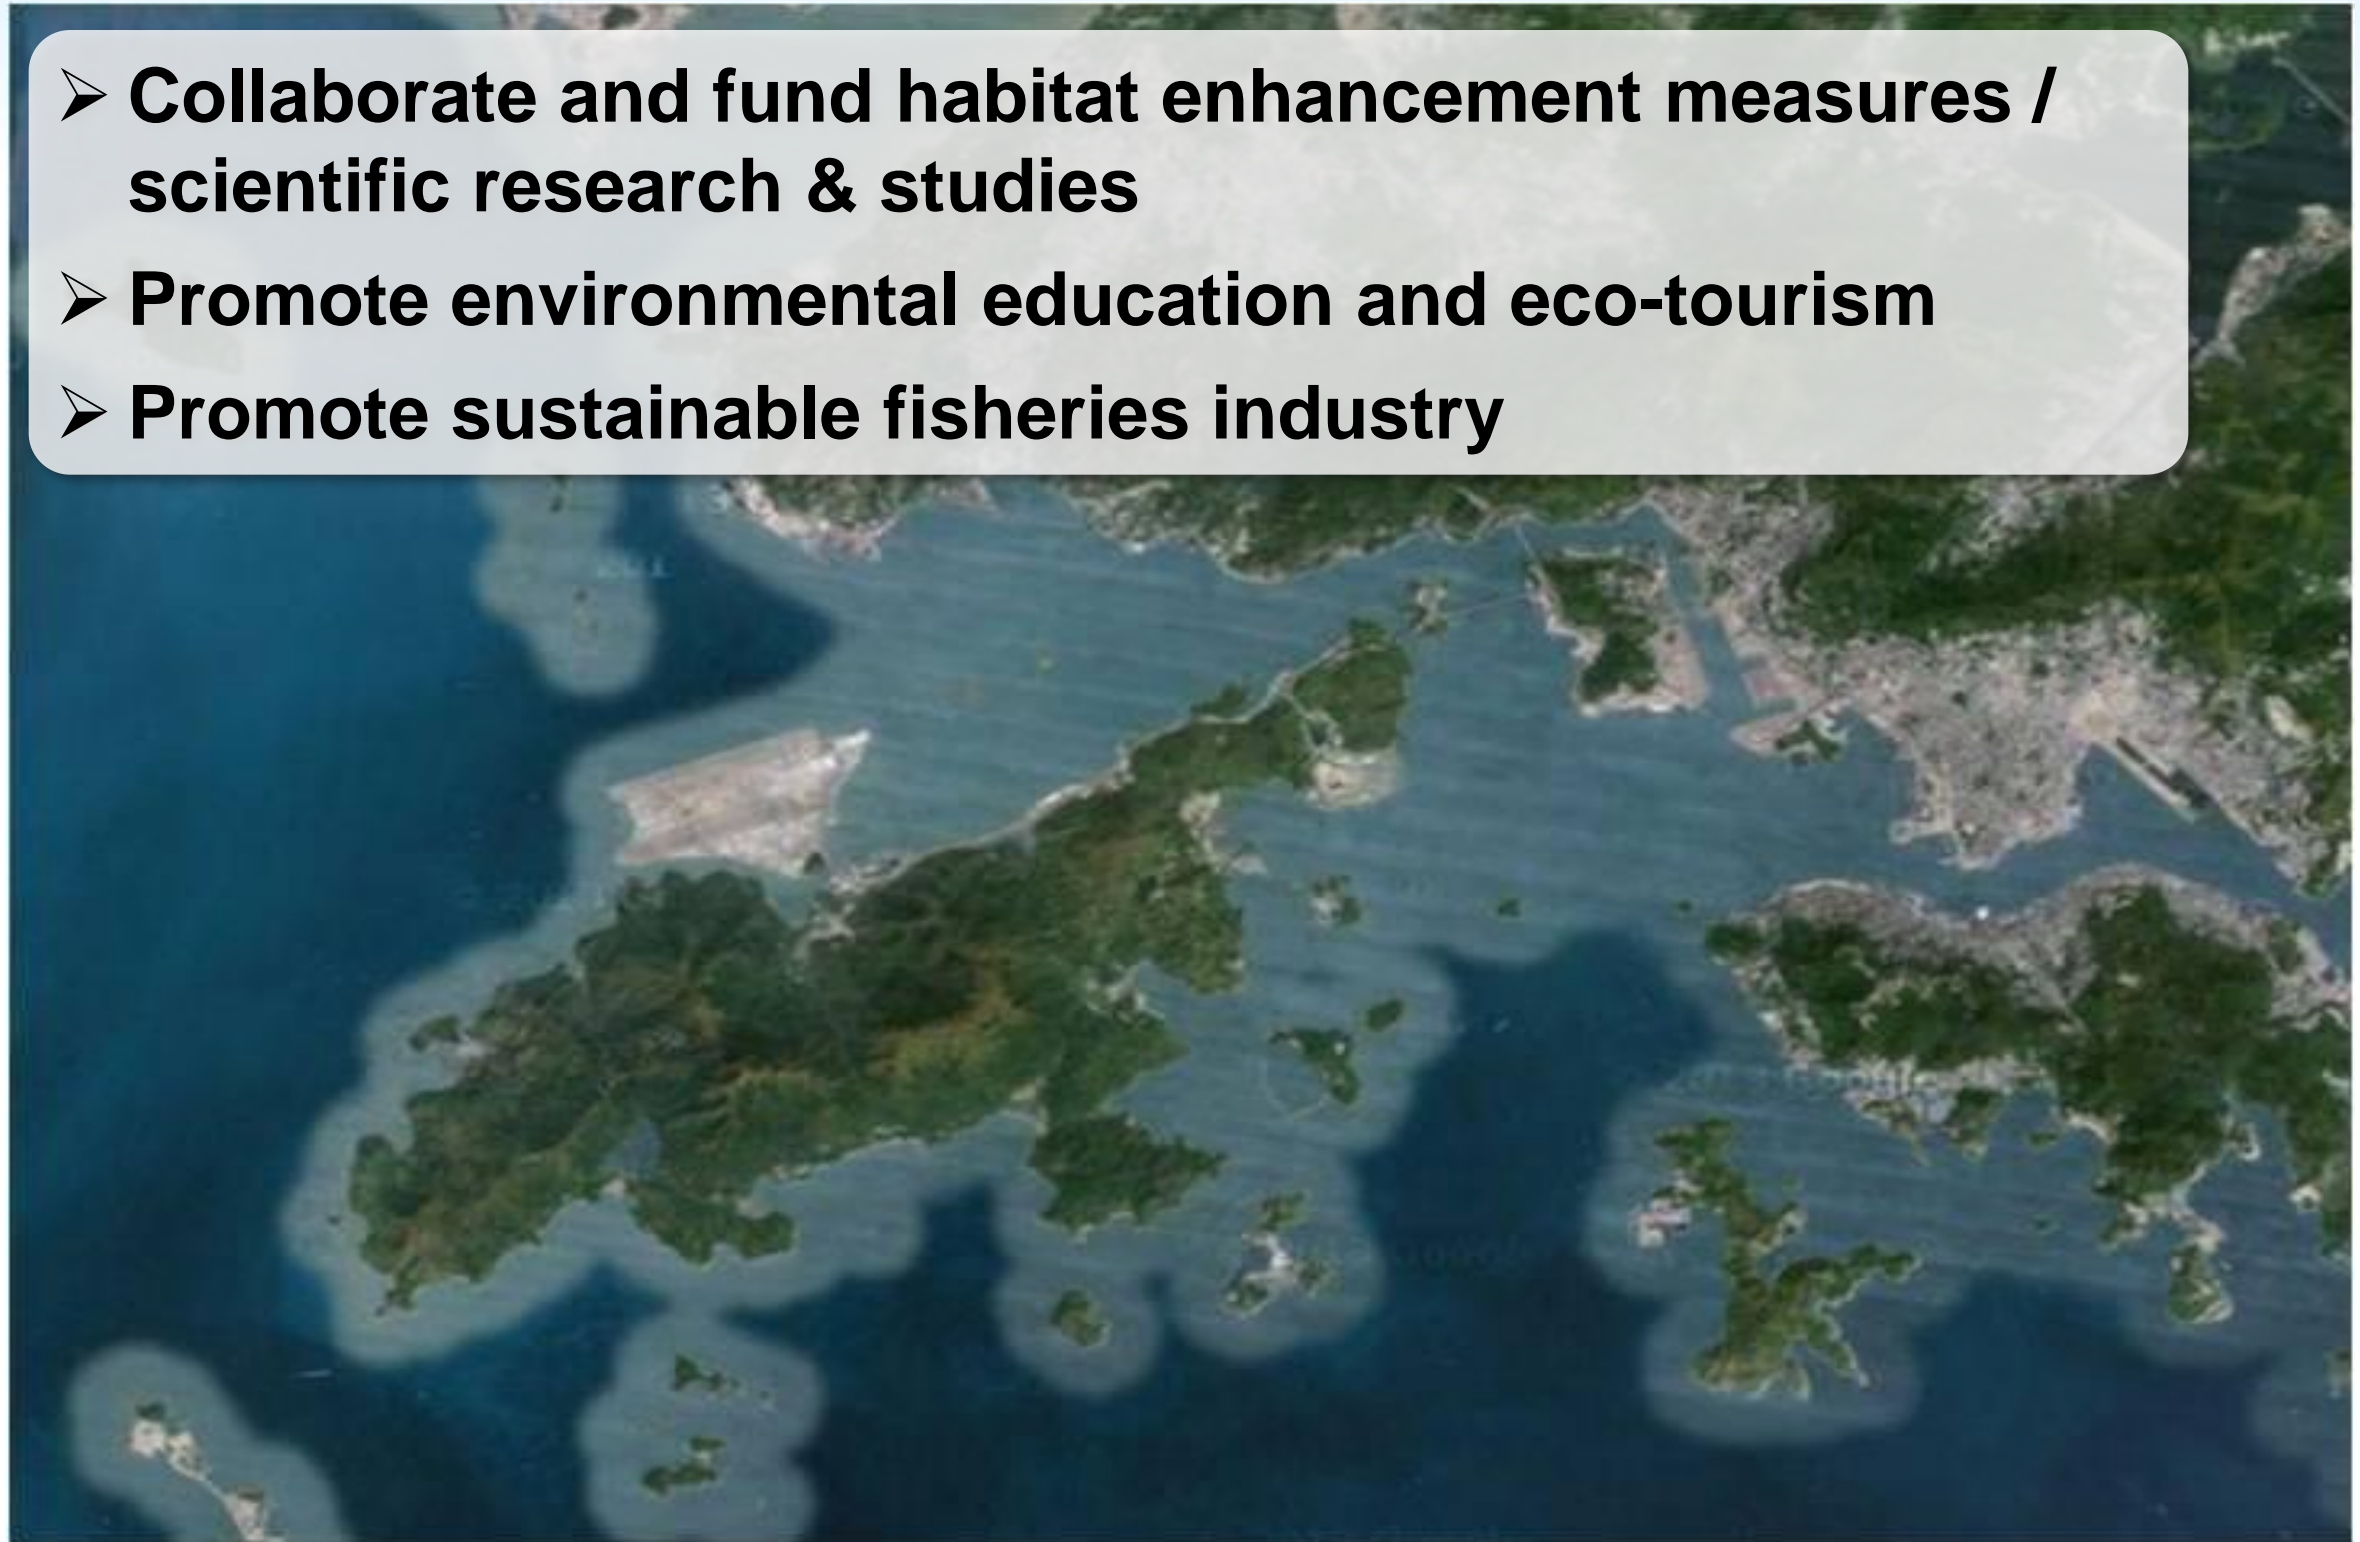 ➢ Collaborate and fund habitat enhancement measures /
scientific research & studies
➢ Promote environmental education and eco-tourism
➢ Promote sustainable fisheries industry